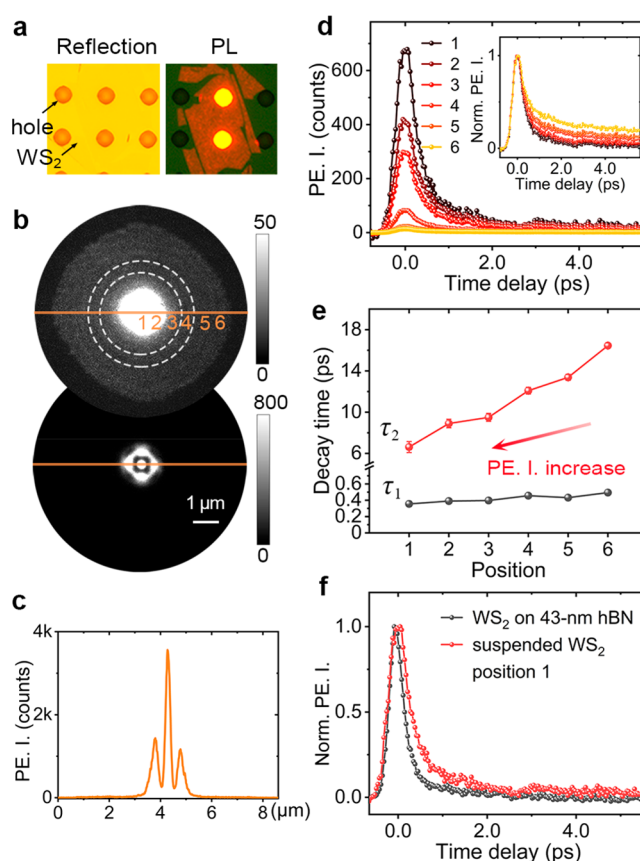 a
Reflection
PL
hole
WS2
b
50
0
1 2 3 4 5 6
800
0
1 μm
c
PE. I. (counts)
4k
2k
0
0 2 4 6 8 (μm)
d
PE. I. (counts)
600
400
200
0
0.0 2.0 4.0
Time delay (ps)
1
2
3
4
5
6
Norm. PE. I.
1
0
0 2 4
Time delay (ps)
e
Decay time (ps)
18
14
10
6
0.6
0.4
0.2
0
τ2
τ1
PE. I. increase
1 2 3 4 5 6
Position
f
Norm. PE. I.
1.0
0.5
0.0
WS2 on 43-nm hBN
suspended WS2
position 1
0.0 2.0 4.0
Time delay (ps)